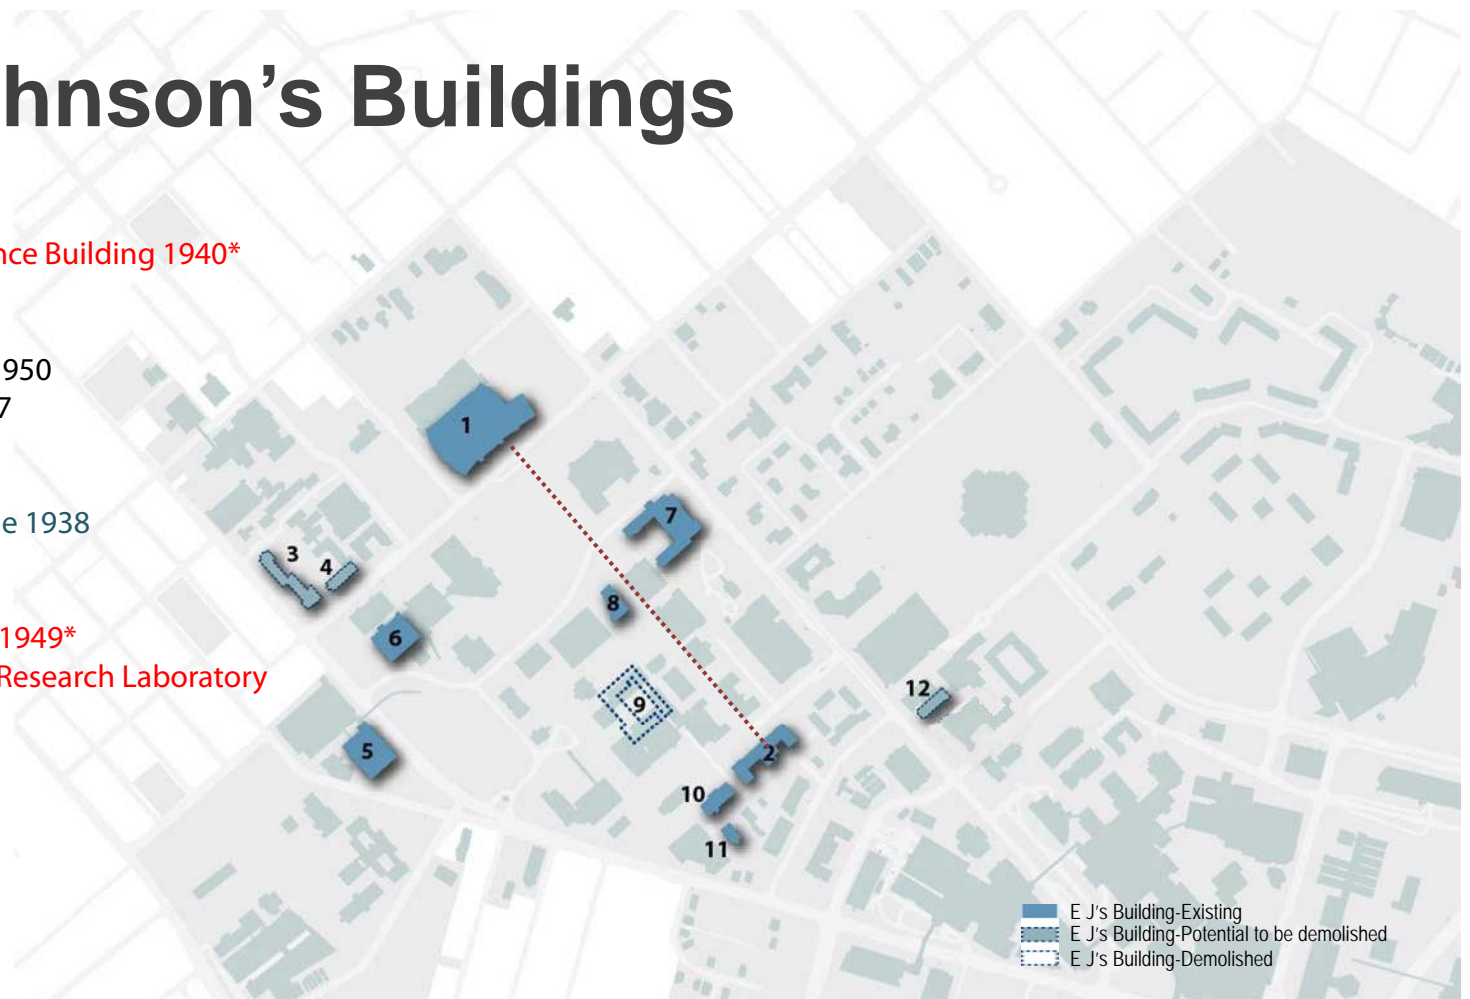 hnson’s Buildings
nce Building 1940*
950
7
e 1938
1949*
Research Laboratory
1
7
3
4
8
6
12
9
5
2
10
11
E J's Building-Existing
E J's Building-Potential to be demolished
E J's Building-Demolished